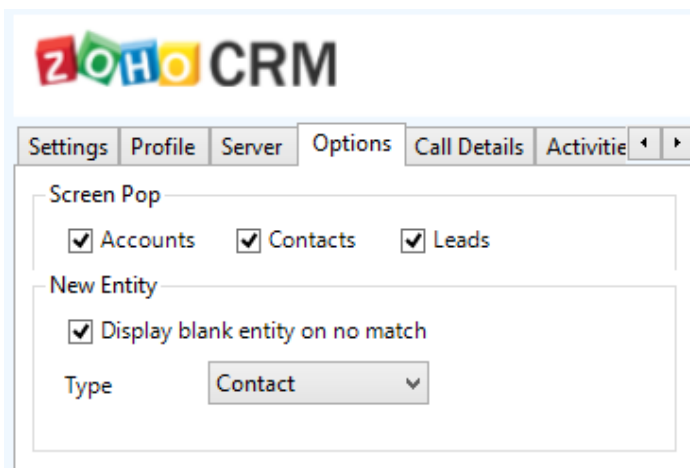 ZOHO CRM
Settings Profile Server Options Call Details Activitie
Screen Pop
Accounts Contacts Leads
New Entity
Display blank entity on no match
Type Contact